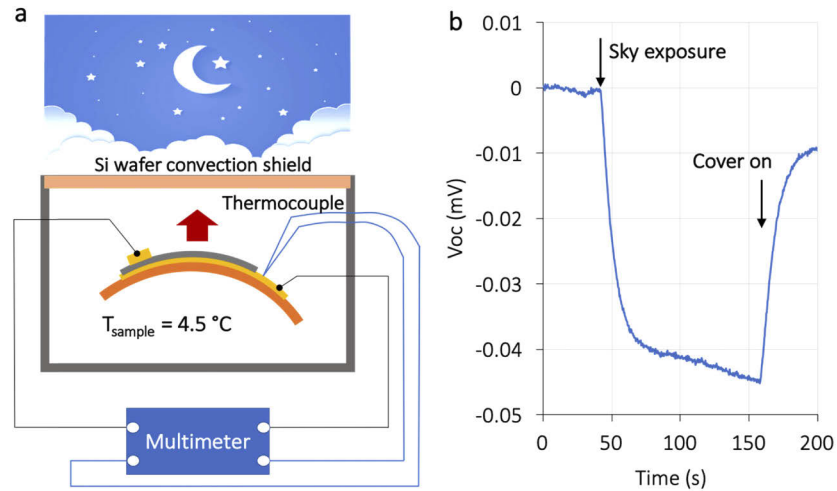 a
Si wafer convection shield
Thermocouple
T_sample = 4.5 °C
Multimeter
b
Sky exposure
Cover on
Voc (mV)
0.01
0
-0.01
-0.02
-0.03
-0.04
-0.05
0
50
100
150
200
Time (s)